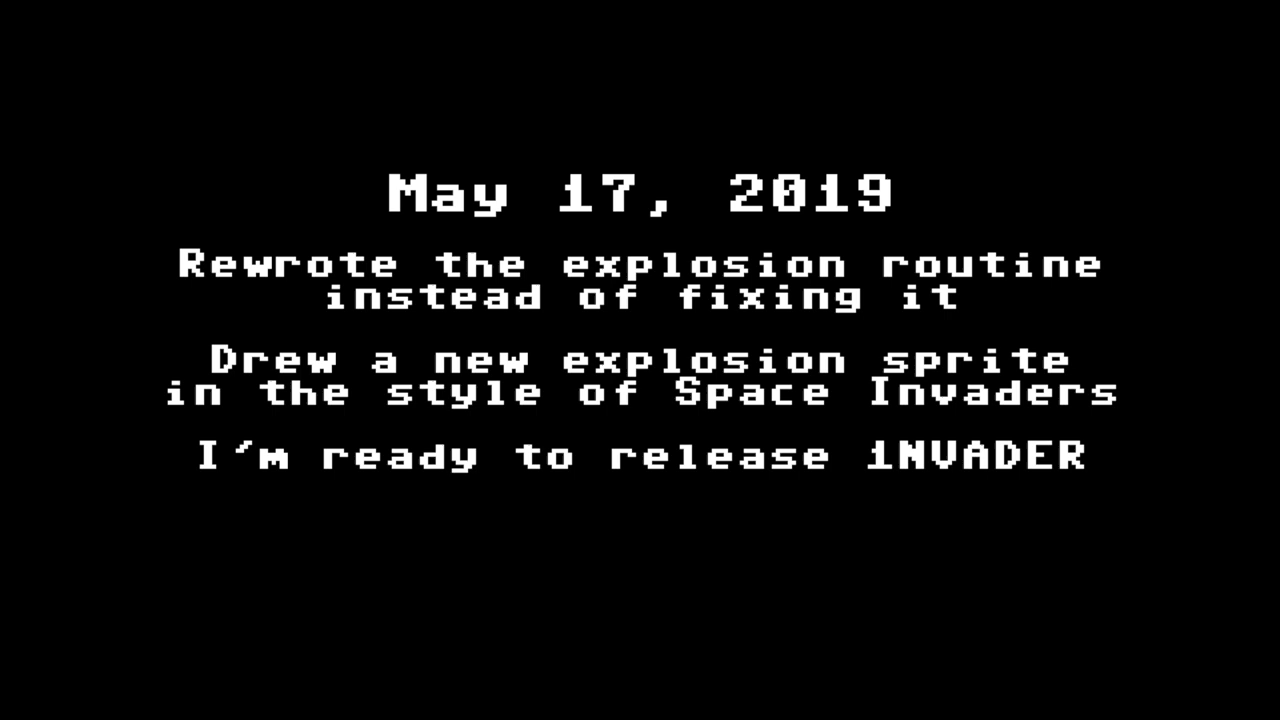 May 17, 2019
Rewrote the explosion routine
instead of fixing it
Drew a new explosion sprite
in the style of Space Invaders
I'm ready to release 1NVADER